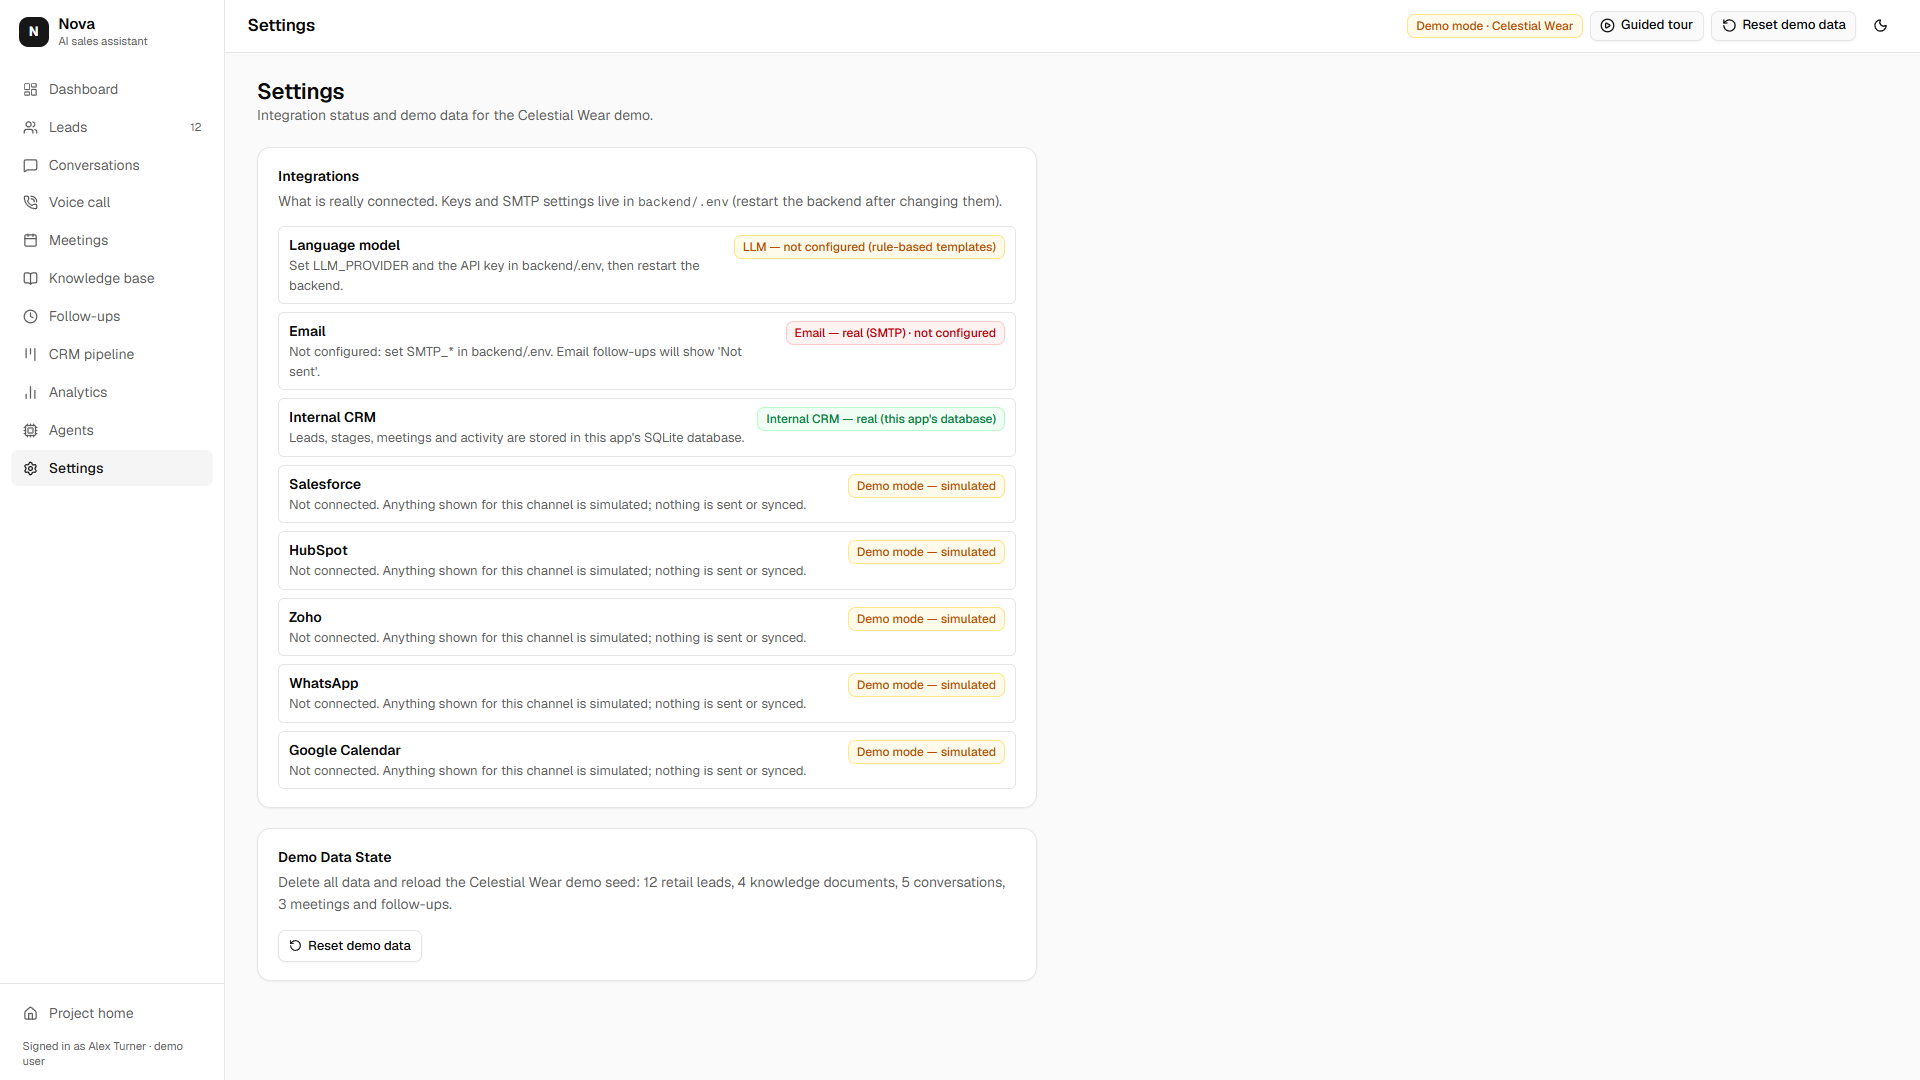 N
Nova
AI sales assistant
Dashboard
Leads 12
Conversations
Voice call
Meetings
Knowledge base
Follow-ups
CRM pipeline
Analytics
Agents
Settings
Project home
Signed in as Alex Turner · demo
user
Settings
Demo mode · Celestial Wear
Guided tour
Reset demo data
Settings
Integration status and demo data for the Celestial Wear demo.
Integrations
What is really connected. Keys and SMTP settings live in backend/.env (restart the backend after changing them).
Language model
LLM — not configured (rule-based templates)
Set LLM_PROVIDER and the API key in backend/.env, then restart the
backend.
Email
Email — real (SMTP) · not configured
Not configured: set SMTP_* in backend/.env. Email follow-ups will show 'Not
sent'.
Internal CRM
Internal CRM — real (this app's database)
Leads, stages, meetings and activity are stored in this app's SQLite database.
Salesforce
Demo mode — simulated
Not connected. Anything shown for this channel is simulated; nothing is sent or synced.
HubSpot
Demo mode — simulated
Not connected. Anything shown for this channel is simulated; nothing is sent or synced.
Zoho
Demo mode — simulated
Not connected. Anything shown for this channel is simulated; nothing is sent or synced.
WhatsApp
Demo mode — simulated
Not connected. Anything shown for this channel is simulated; nothing is sent or synced.
Google Calendar
Demo mode — simulated
Not connected. Anything shown for this channel is simulated; nothing is sent or synced.
Demo Data State
Delete all data and reload the Celestial Wear demo seed: 12 retail leads, 4 knowledge documents, 5 conversations,
3 meetings and follow-ups.
Reset demo data